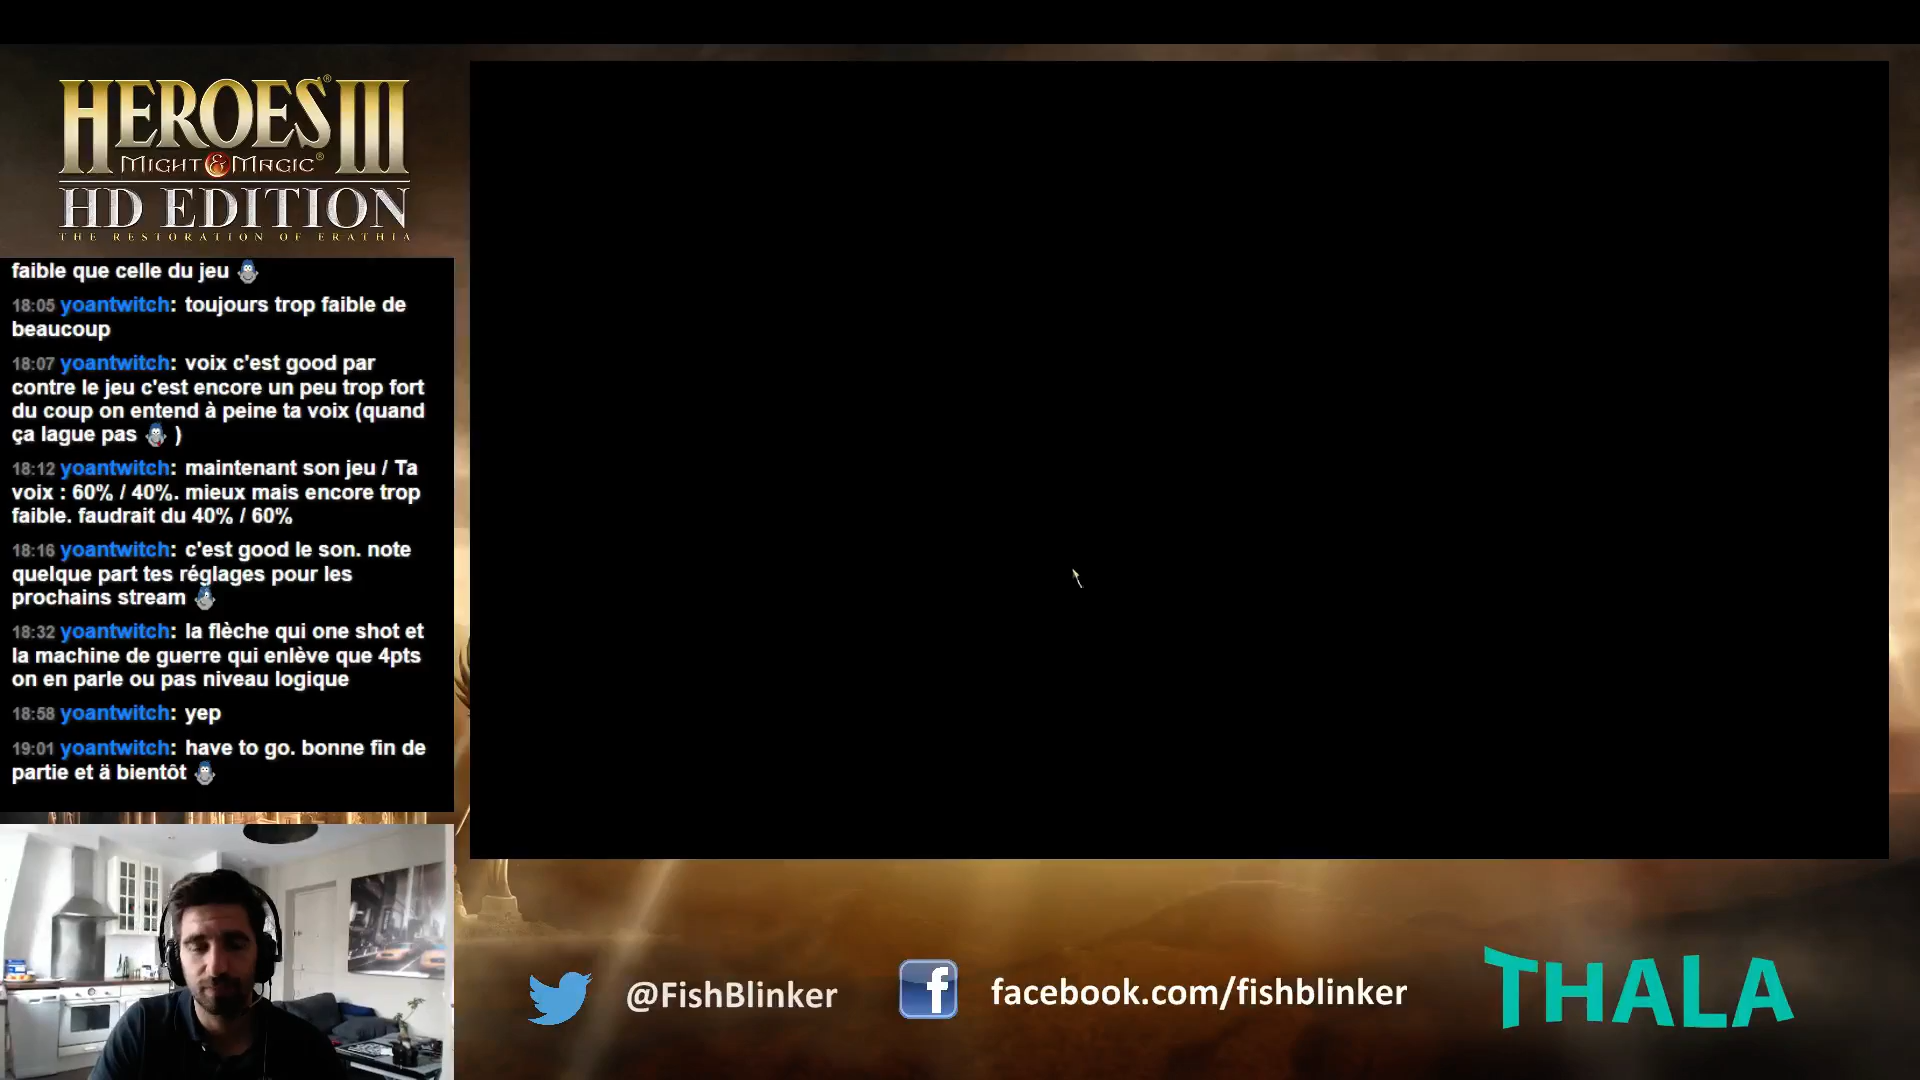 HEROES® III
MIGHT & MAGIC®
HD EDITION
THE RESTORATION OF ERATHIA
faible que celle du jeu
18:05 yoantwitch: toujours trop faible de
beaucoup
18:07 yoantwitch: voix c'est good par
contre le jeu c'est encore un peu trop fort
du coup on entend à peine ta voix (quand
ça lague pas )
18:12 yoantwitch: maintenant son jeu / Ta
voix : 60% / 40%. mieux mais encore trop
faible. faudrait du 40% / 60%
18:16 yoantwitch: c'est good le son. note
quelque part tes réglages pour les
prochains stream
18:32 yoantwitch: la flèche qui one shot et
la machine de guerre qui enlève que 4pts
on en parle ou pas niveau logique
18:58 yoantwitch: yep
19:01 yoantwitch: have to go. bonne fin de
partie et ä bientôt
@FishBlinker
facebook.com/fishblinker
THALA